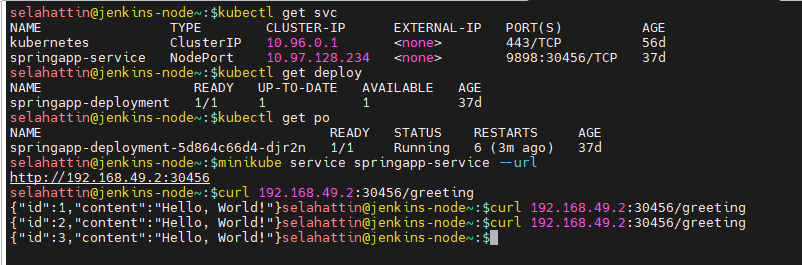 selahattin@jenkins-node~:$kubectl get svc
NAME TYPE CLUSTER-IP EXTERNAL-IP PORT(S) AGE
kubernetes ClusterIP 10.96.0.1 <none> 443/TCP 56d
springapp-service NodePort 10.97.128.234 <none> 9898:30456/TCP 37d
selahattin@jenkins-node~:$kubectl get deploy
NAME READY UP-TO-DATE AVAILABLE AGE
springapp-deployment 1/1 1 1 37d
selahattin@jenkins-node~:$kubectl get po
NAME READY STATUS RESTARTS AGE
springapp-deployment-5d864c66d4-djr2n 1/1 Running 6 (3m ago) 37d
selahattin@jenkins-node~:$minikube service springapp-service --url
http://192.168.49.2:30456
selahattin@jenkins-node~:$curl 192.168.49.2:30456/greeting
{"id":1,"content":"Hello, World!"}selahattin@jenkins-node~:$curl 192.168.49.2:30456/greeting
{"id":2,"content":"Hello, World!"}selahattin@jenkins-node~:$curl 192.168.49.2:30456/greeting
{"id":3,"content":"Hello, World!"}selahattin@jenkins-node~:$